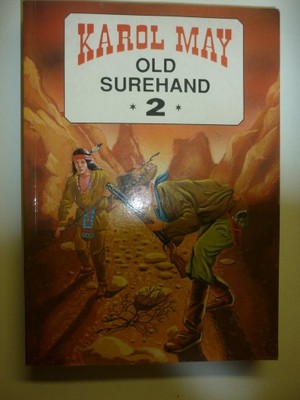 KAROL MAY
OLD
SUREHAND
* 2 *